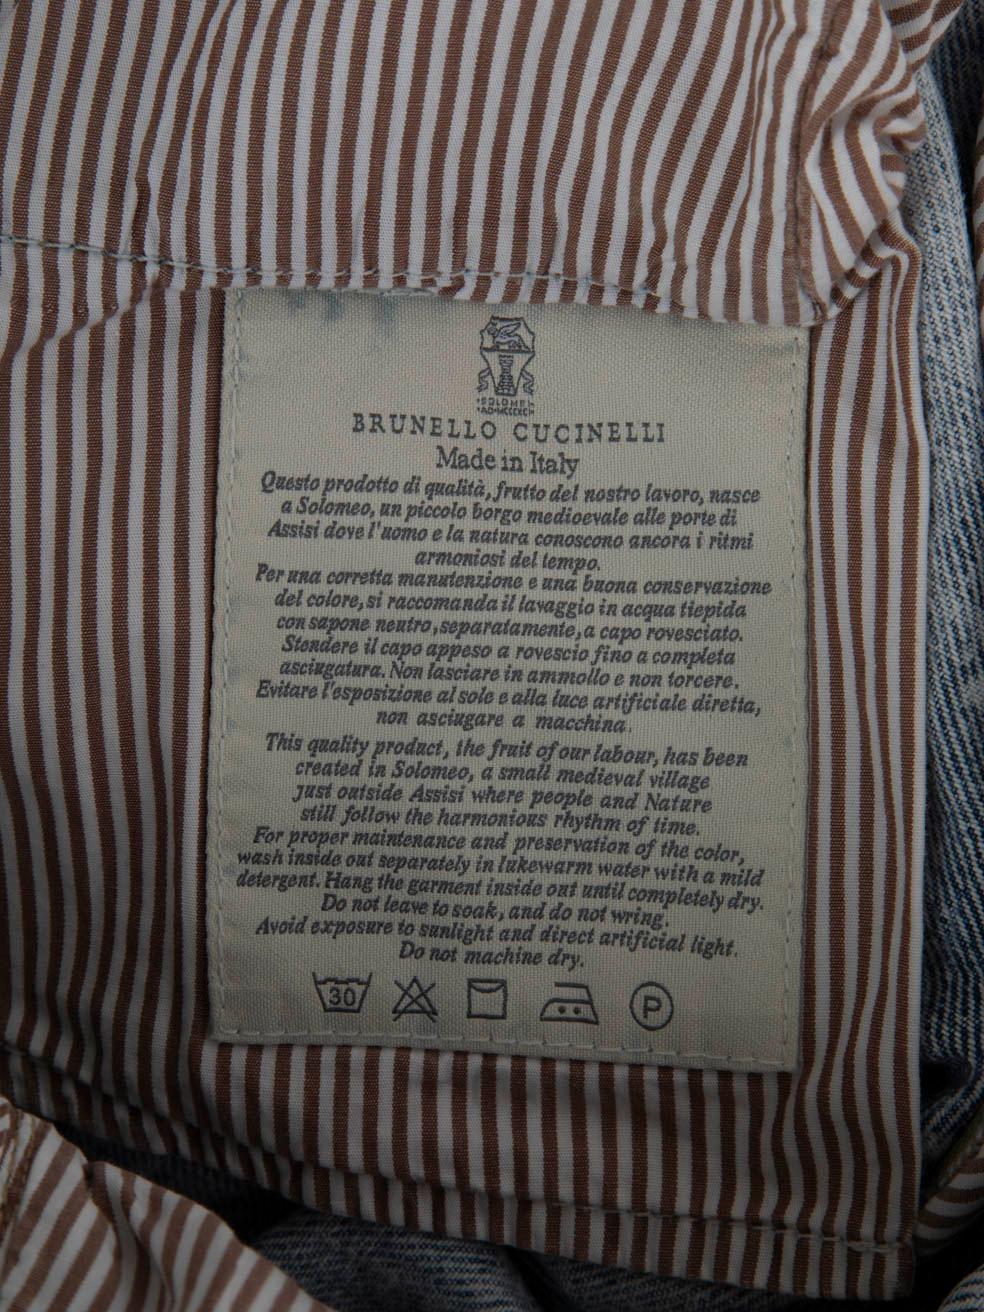 SOLOMEI
BRUNELLO CUCINELLI
Made in Italy
Questo prodotto di qualità, frutto del nostro lavoro, nasce
a Solomeo, un piccolo borgo medioevale alle porte di
Assisi dove l'uomo e la natura conoscono ancora i ritmi
armoniosi del tempo.
Per una corretta manutenzione e una buona conservazione
del colore, si raccomanda il lavaggio in acqua tiepida
con sapone neutro, separatamente, a capo rovesciato.
Stendere il capo appeso a rovescio fino a completa
asciugatura. Non lasciare in ammollo e non torcere.
Evitare l'esposizione al sole e alla luce artificiale diretta,
non asciugare a macchina.
This quality product, the fruit of our labour, has been
created in Solomeo, a small medieval village
just outside Assisi where people and Nature
still follow the harmonious rhythm of time.
For proper maintenance and preservation of the color,
wash inside out separately in lukewarm water with a mild
detergent. Hang the garment inside out until completely dry.
Do not leave to soak, and do not wring.
Avoid exposure to sunlight and direct artificial light.
Do not machine dry.
30 P